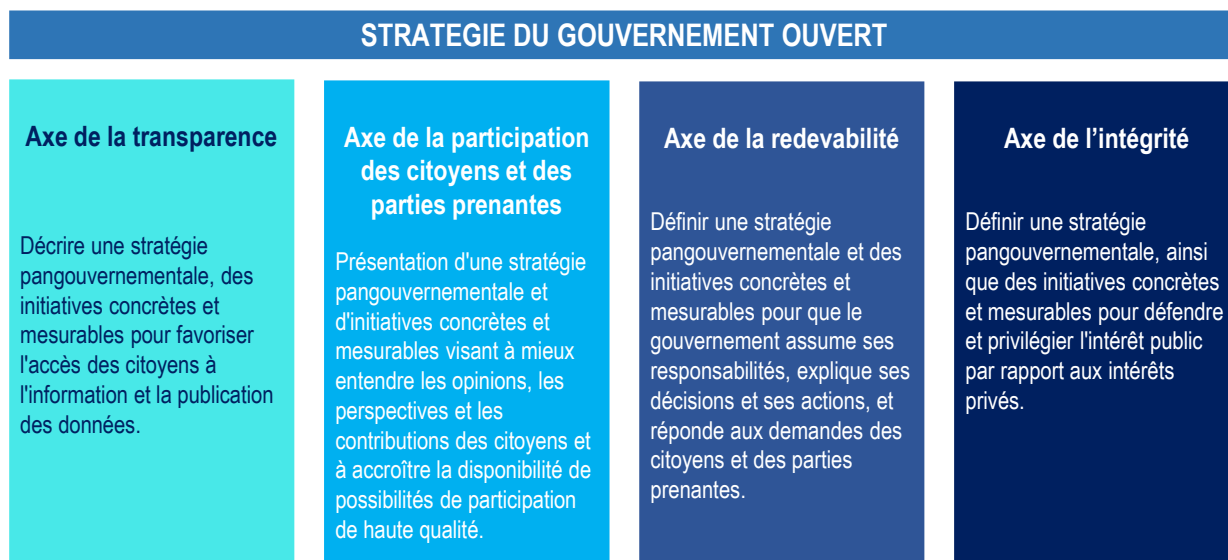 STRATEGIE DU GOUVERNEMENT OUVERT
Axe de la transparence
Décrire une stratégie
pangouvernementale, des
initiatives concrètes et
mesurables pour favoriser
l'accès des citoyens à
l'information et la publication
des données.
Axe de la participation
des citoyens et des
parties prenantes
Présentation d'une stratégie
pangouvernementale et
d'initiatives concrètes et
mesurables visant à mieux
entendre les opinions, les
perspectives et les
contributions des citoyens et
à accroître la disponibilité de
possibilités de participation
de haute qualité.
Axe de la redevabilité
Définir une stratégie
pangouvernementale et des
initiatives concrètes et
mesurables pour que le
gouvernement assume ses
responsabilités, explique ses
décisions et ses actions, et
réponde aux demandes des
citoyens et des parties
prenantes.
Axe de l’intégrité
Définir une stratégie
pangouvernementale, ainsi
que des initiatives concrètes
et mesurables pour défendre
et privilégier l'intérêt public
par rapport aux intérêts
privés.